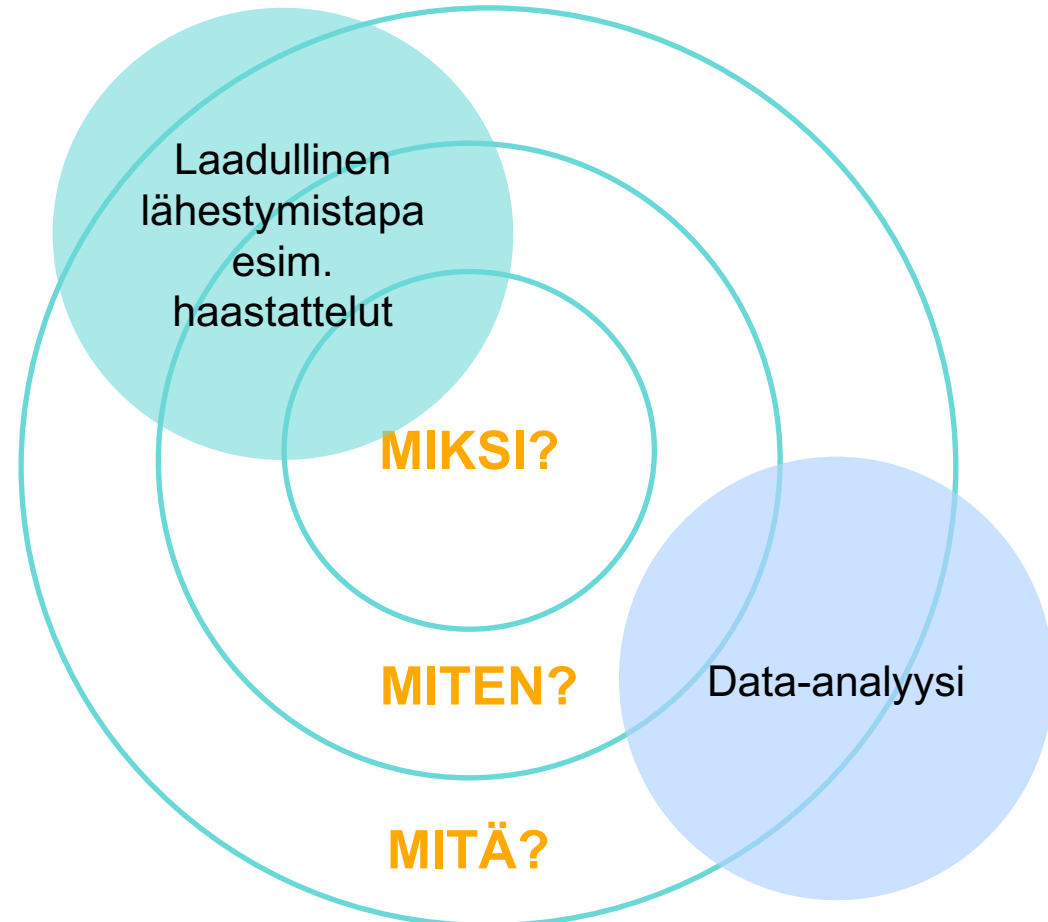 Laadullinen
lähestymistapa
esim.
haastattelut
MIKSI?
MITEN?
Data-analyysi
MITÄ?